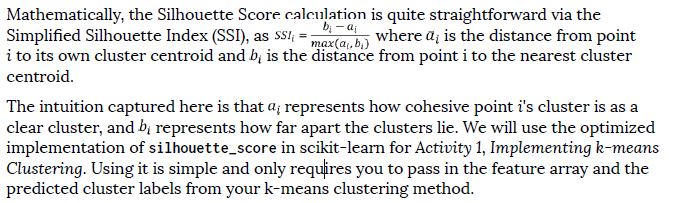 Mathematically, the Silhouette Score calculation is quite straightforward via the
Simplified Silhouette Index (SSI), as SSI_i = (b_i − a_i) / max(a_i, b_i) where a_i is the distance from point
i to its own cluster centroid and b_i is the distance from point i to the nearest cluster
centroid.
The intuition captured here is that a_i represents how cohesive point i's cluster is as a
clear cluster, and b_i represents how far apart the clusters lie. We will use the optimized
implementation of silhouette_score in scikit-learn for Activity 1, Implementing k-means
Clustering. Using it is simple and only requires you to pass in the feature array and the
predicted cluster labels from your k-means clustering method.